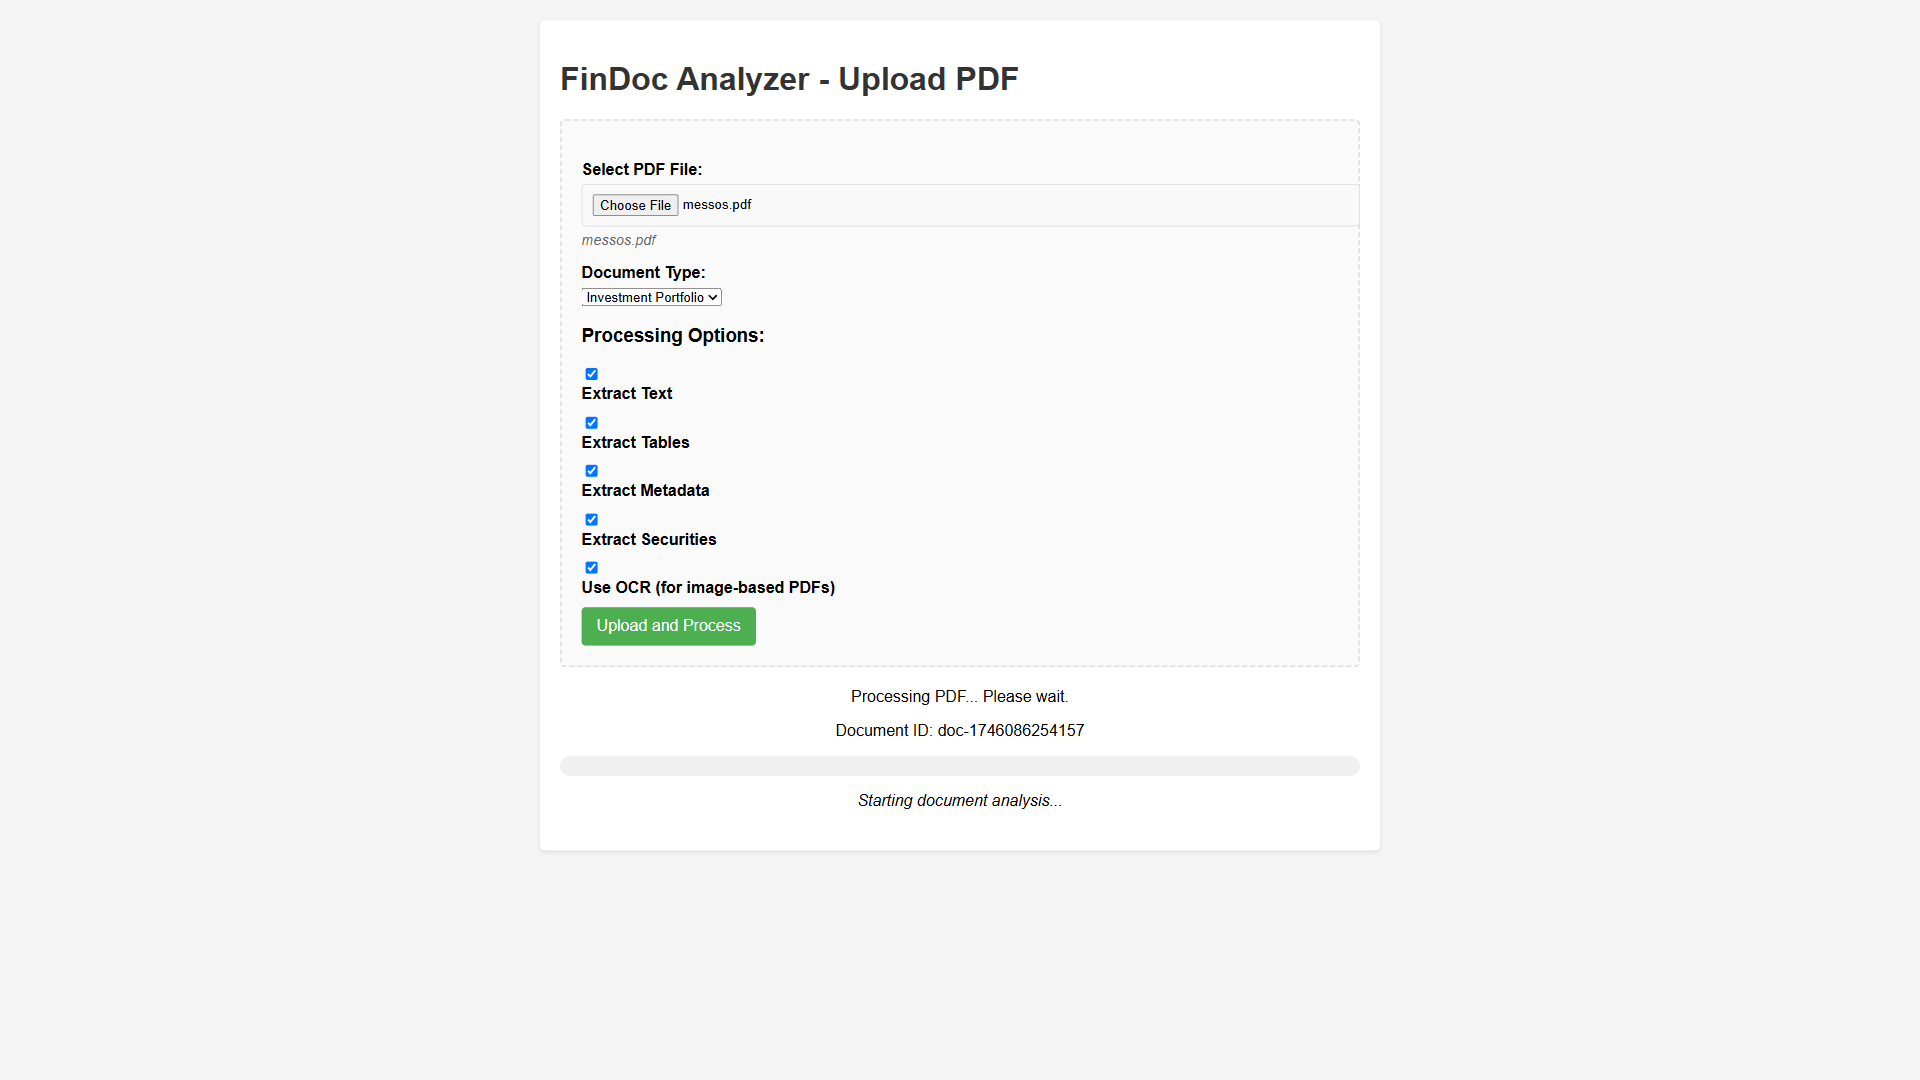 FinDoc Analyzer - Upload PDF
Select PDF File:
Choose File messos.pdf
messos.pdf
Document Type:
Investment Portfolio
Processing Options:
Extract Text
Extract Tables
Extract Metadata
Extract Securities
Use OCR (for image-based PDFs)
Upload and Process
Processing PDF... Please wait.
Document ID: doc-1746086254157
Starting document analysis...